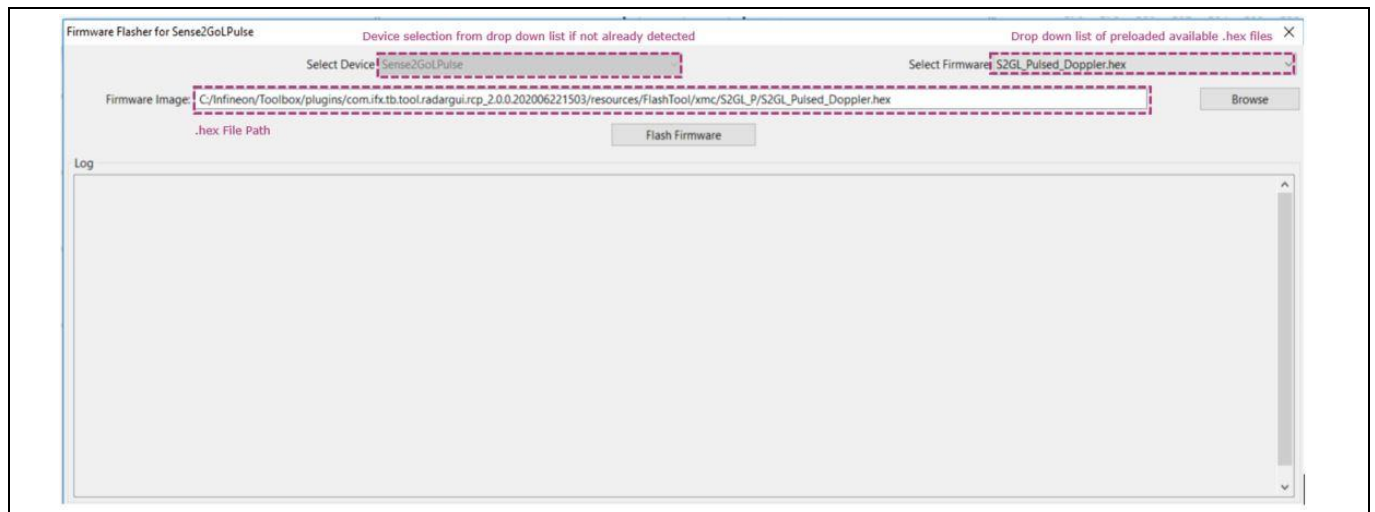 Firmware Flasher for Sense2GoLPulse
Device selection from drop down list if not already detected
Drop down list of preloaded available .hex files
Select Device Sense2GoLPulse
Select Firmware S2GL_Pulsed_Doppler.hex
Firmware Image: C:/Infineon/Toolbox/plugins/com.ifx.tb.tool.radargui.rcp_2.0.0.202006221503/resources/FlashTool/xmc/S2GL_P/S2GL_Pulsed_Doppler.hex
Browse
.hex File Path
Flash Firmware
Log